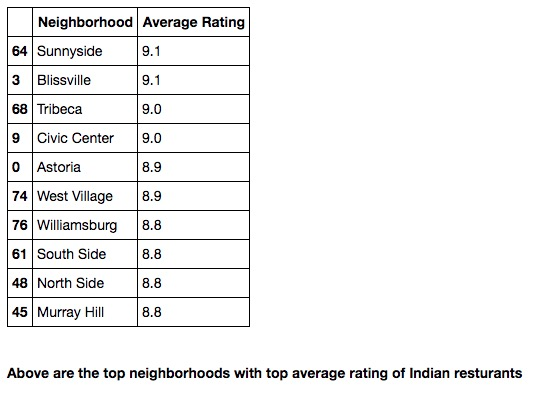 Neighborhood Average Rating
64 Sunnyside 9.1
3 Blissville 9.1
68 Tribeca 9.0
9 Civic Center 9.0
0 Astoria 8.9
74 West Village 8.9
76 Williamsburg 8.8
61 South Side 8.8
48 North Side 8.8
45 Murray Hill 8.8
Above are the top neighborhoods with top average rating of Indian resturants